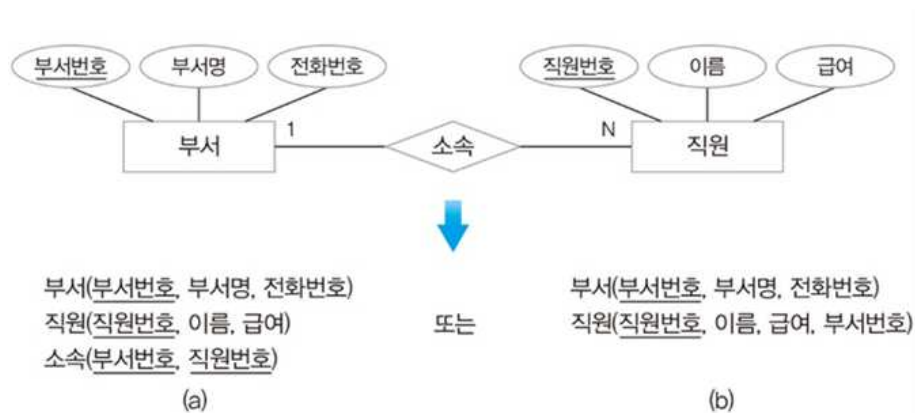 부서번호 부서명 전화번호 직원번호 이름 급여
부서 1 소속 N 직원
부서(부서번호, 부서명, 전화번호)
직원(직원번호, 이름, 급여)
소속(부서번호, 직원번호)
(a)
또는
부서(부서번호, 부서명, 전화번호)
직원(직원번호, 이름, 급여, 부서번호)
(b)